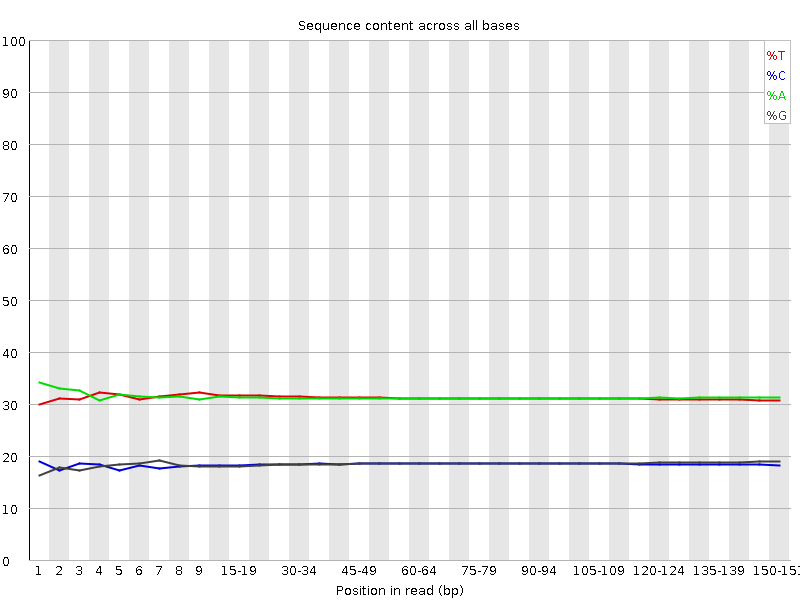 Sequence content across all bases
100
90
80
70
60
50
40
30
20
10
0
%T
%C
%A
%G
1 2 3 4 5 6 7 8 9 15-19 30-34 45-49 60-64 75-79 90-94 105-109 120-124 135-139 150-151
Position in read (bp)